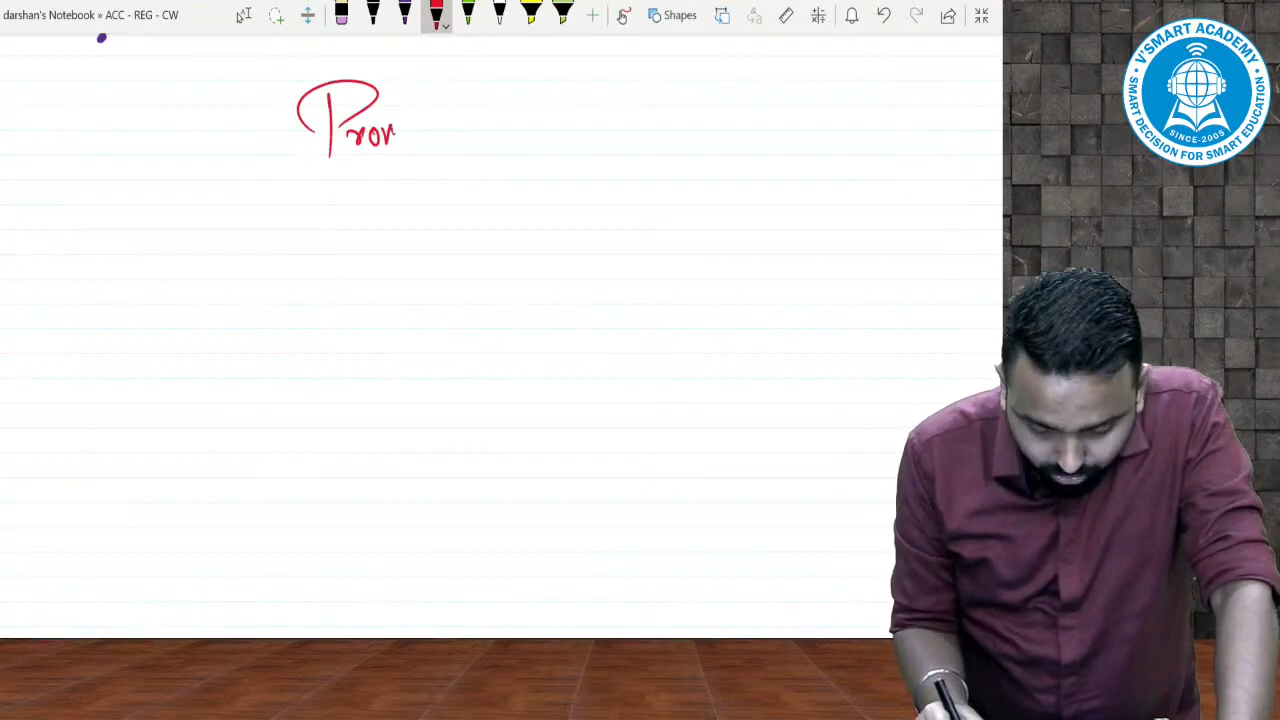 darshan's Notebook » ACC - REG - CW
Shapes
Pror
V'SMART ACADEMY
SINCE-2005
SMART DECISION FOR SMART EDUCATION